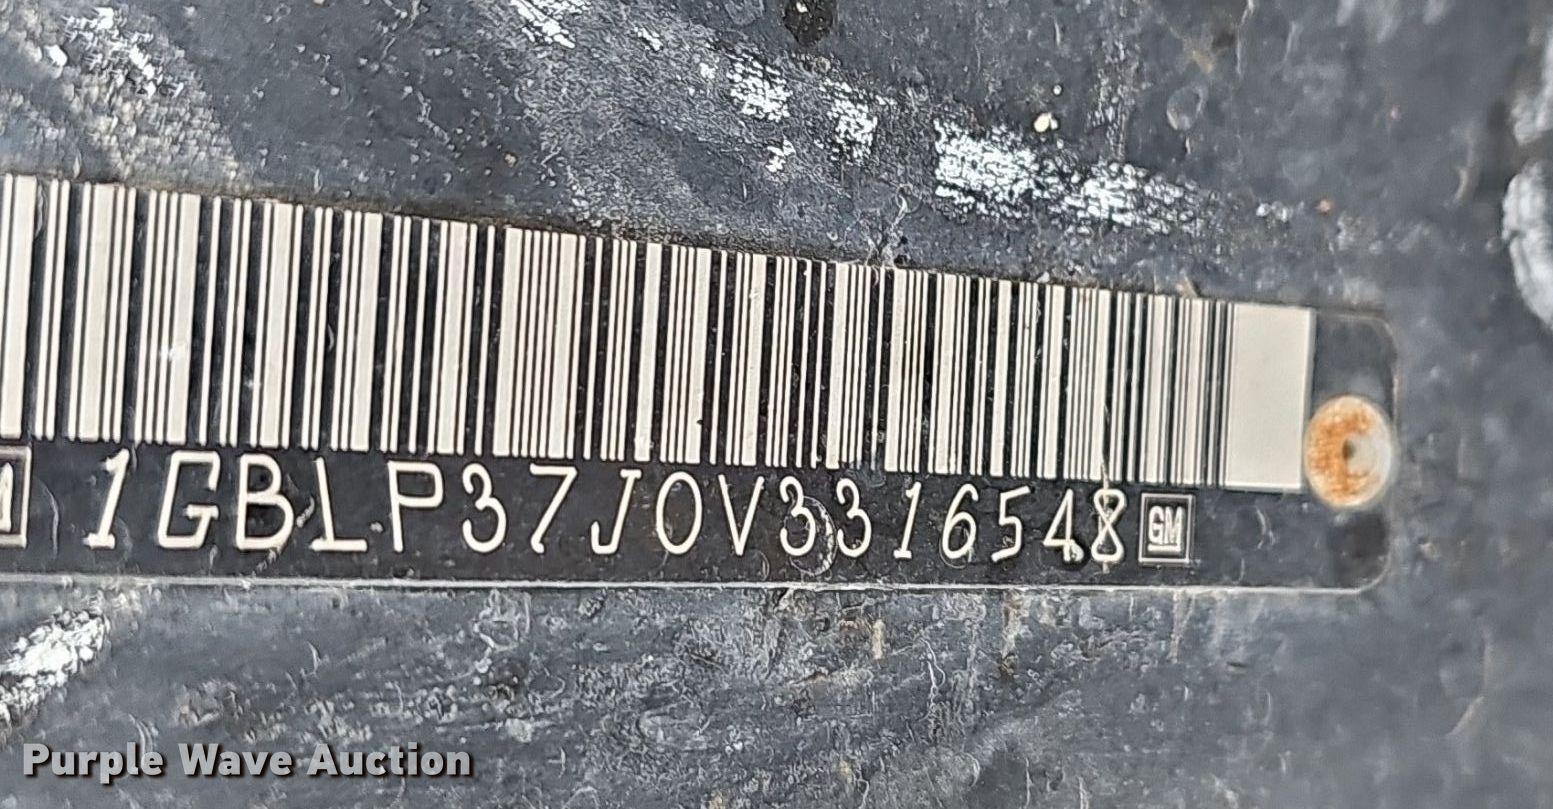 1GBLP37J0V3316548 GM
Purple Wave Auction